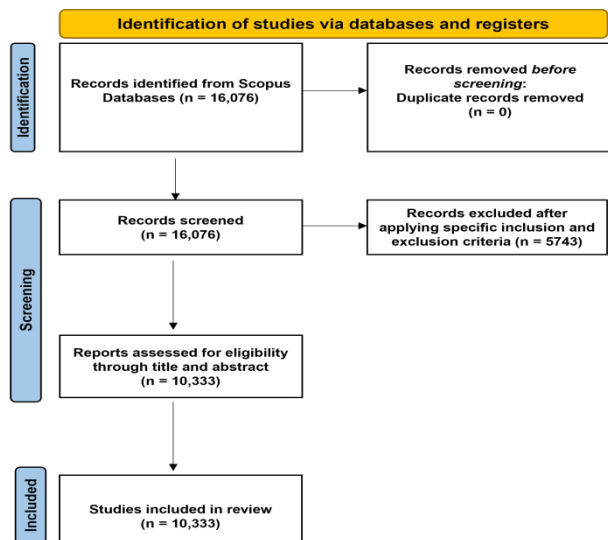 Identification of studies via databases and registers
Identification
Records identified from Scopus
Databases (n = 16,076)
Records removed before
screening:
Duplicate records removed
(n = 0)
Screening
Records screened
(n = 16,076)
Records excluded after
applying specific inclusion and
exclusion criteria (n = 5743)
Reports assessed for eligibility
through title and abstract
(n = 10,333)
Included
Studies included in review
(n = 10,333)